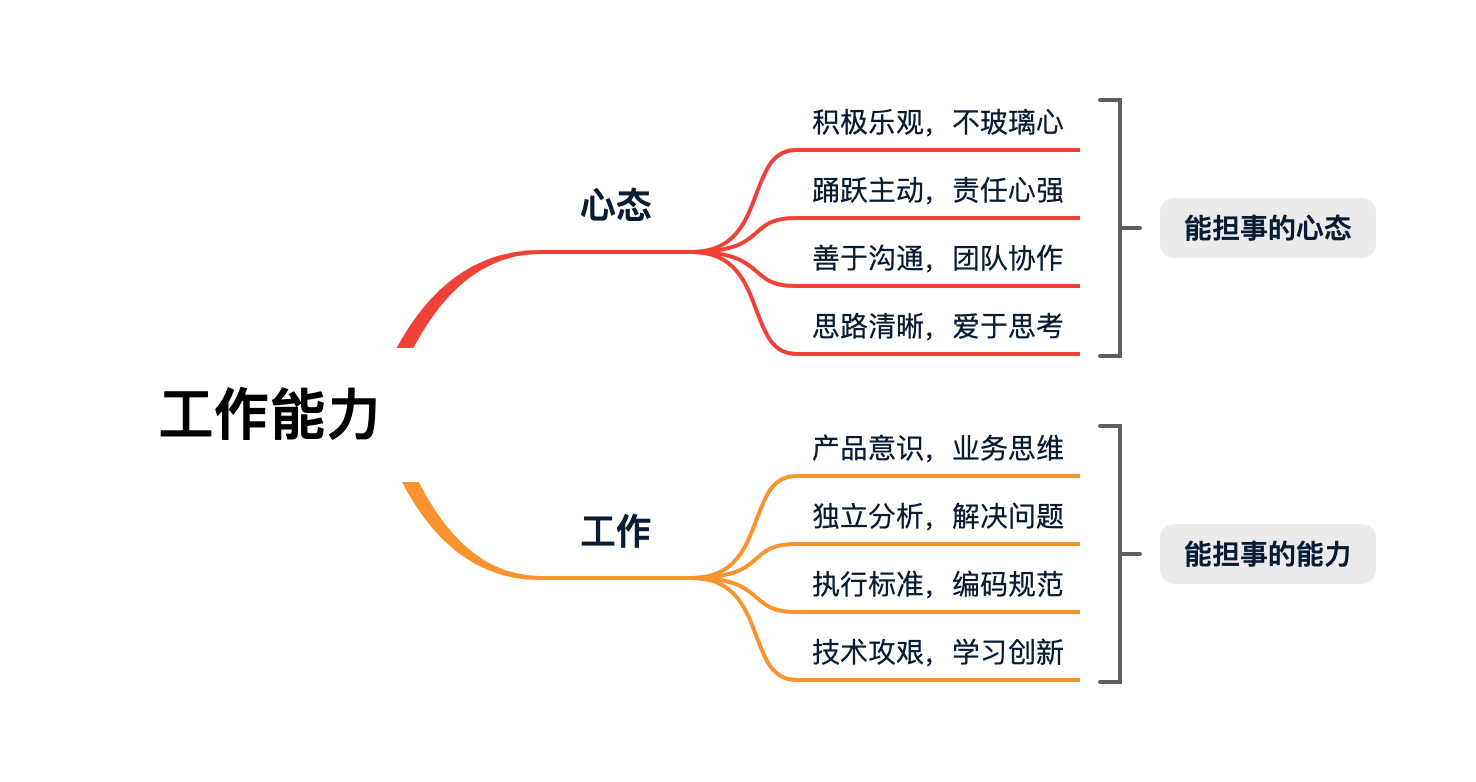 工作能力
心态
积极乐观，不玻璃心
踊跃主动，责任心强
善于沟通，团队协作
思路清晰，爱于思考
能担事的心态
工作
产品意识，业务思维
独立分析，解决问题
执行标准，编码规范
技术攻艰，学习创新
能担事的能力